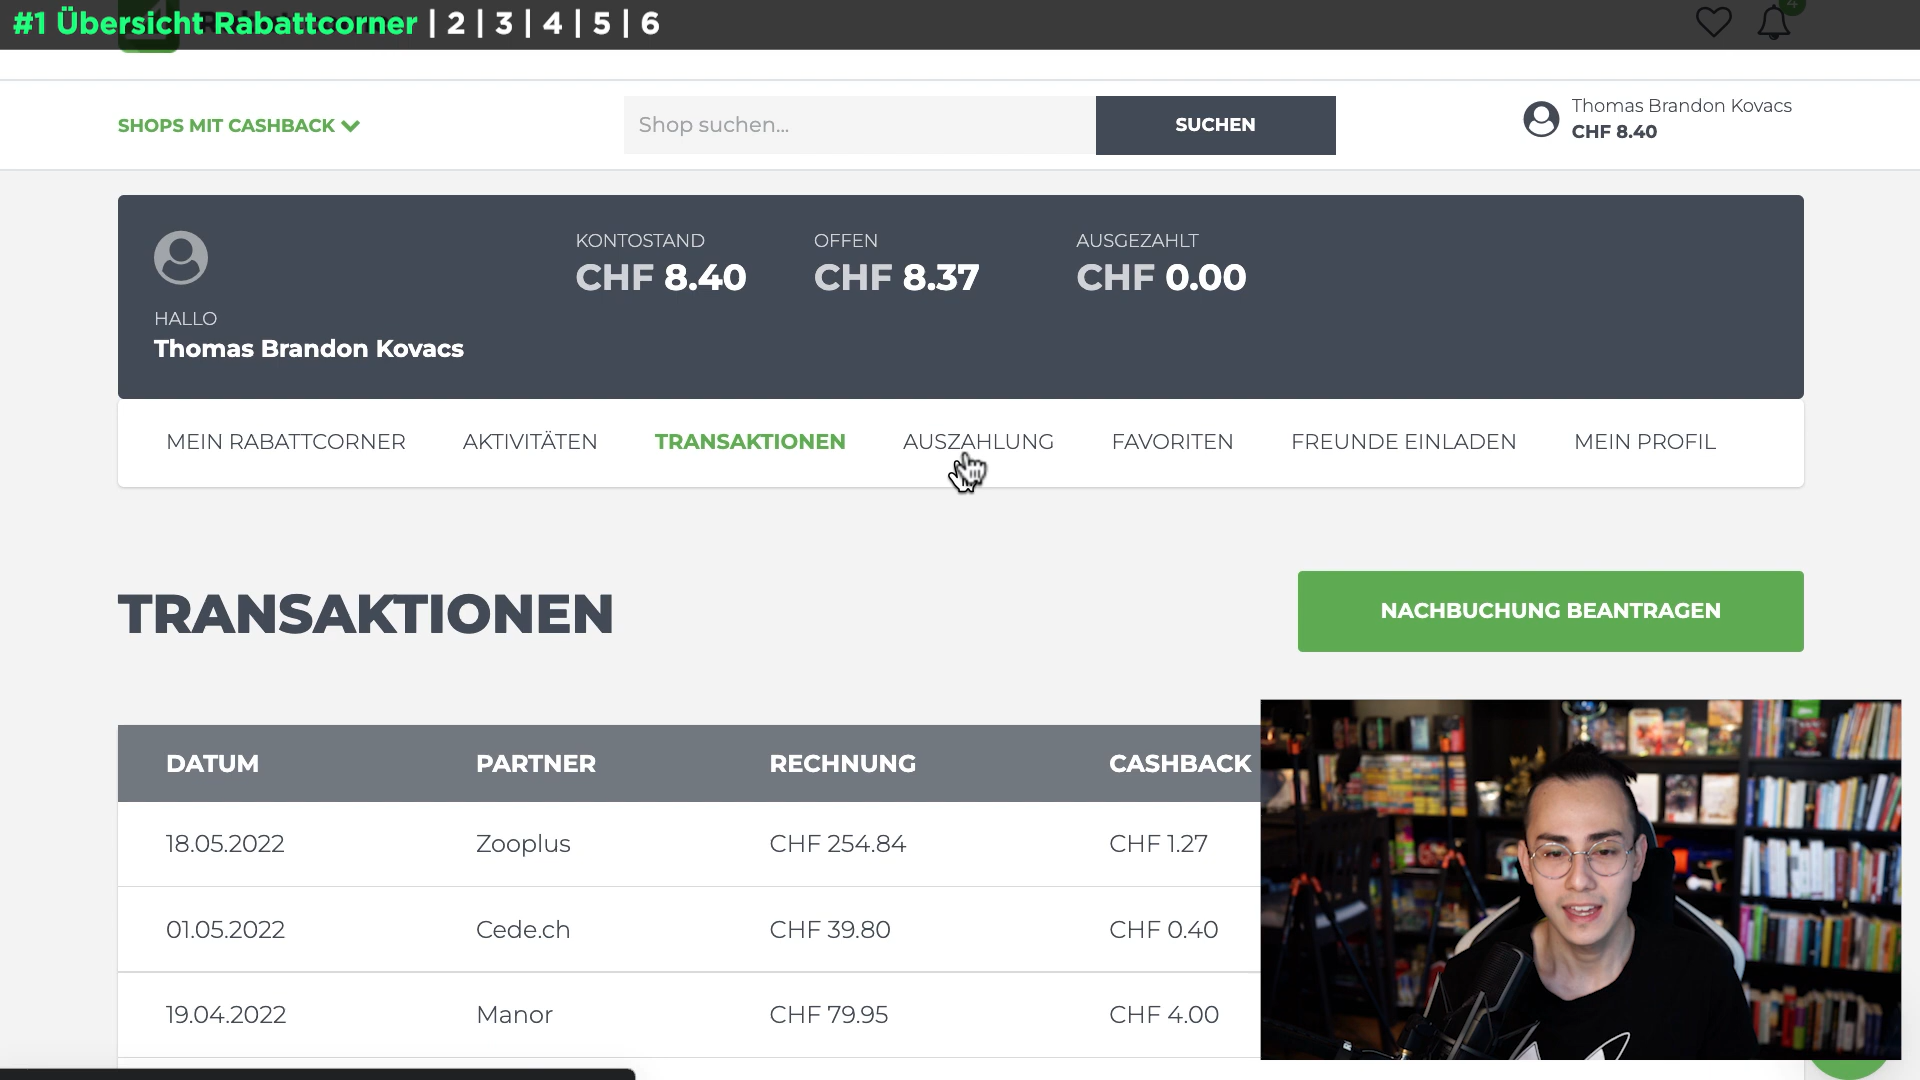 #1 Übersicht Rabattcorner | 2 | 3 | 4 | 5 | 6
4
SHOPS MIT CASHBACK
Shop suchen...
SUCHEN
Thomas Brandon Kovacs
CHF 8.40
KONTOSTAND
CHF 8.40
OFFEN
CHF 8.37
AUSGEZAHLT
CHF 0.00
HALLO
Thomas Brandon Kovacs
MEIN RABATTCORNER AKTIVITÄTEN TRANSAKTIONEN AUSZAHLUNG FAVORITEN FREUNDE EINLADEN MEIN PROFIL
TRANSAKTIONEN
NACHBUCHUNG BEANTRAGEN
DATUM PARTNER RECHNUNG CASHBACK
18.05.2022 Zooplus CHF 254.84 CHF 1.27
01.05.2022 Cede.ch CHF 39.80 CHF 0.40
19.04.2022 Manor CHF 79.95 CHF 4.00